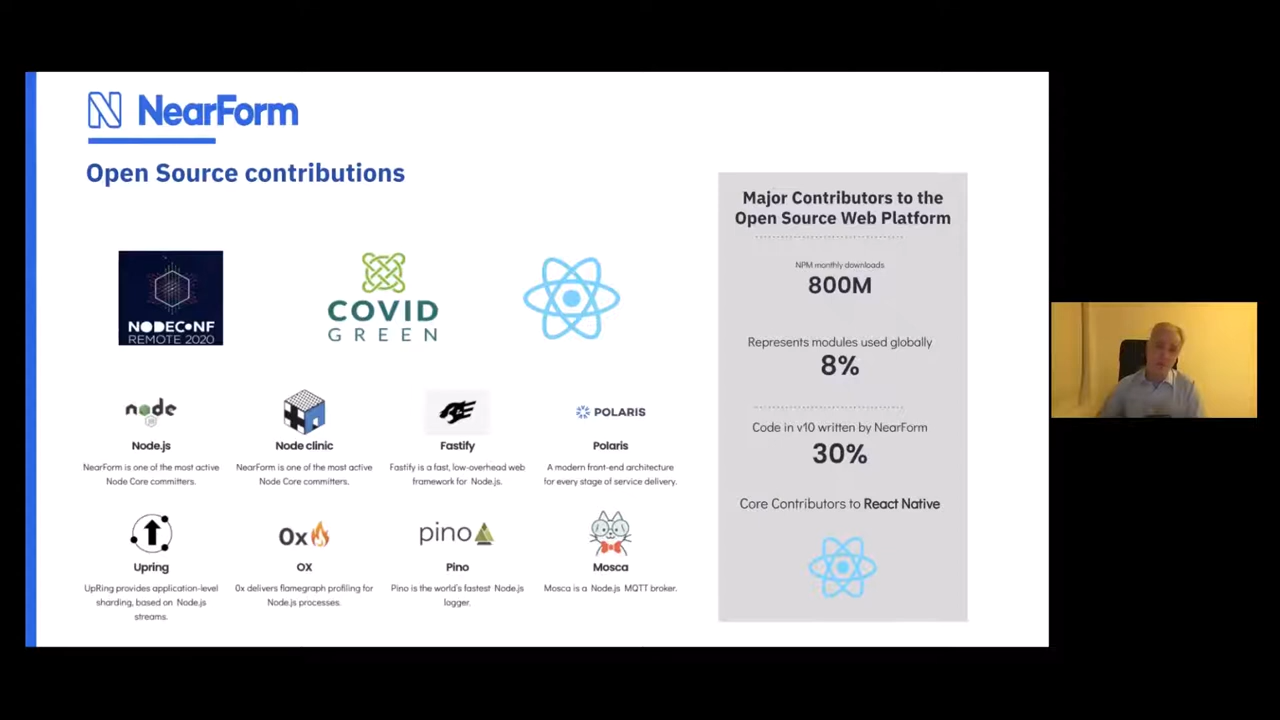 NearForm
Open Source contributions
NODECONF
REMOTE 2020
COVID
GREEN
node
JS
Node.js
NearForm is one of the most active
Node Core committers.
Node clinic
NearForm is one of the most active
Node Core committers.
Fastify
Fastify is a fast, low-overhead web
framework for Node.js.
POLARIS
Polaris
A modern front-end architecture
for every stage of service delivery.
Upring
UpRing provides application-level
sharding, based on Node.js
streams.
0x
OX
0x delivers flamegraph profiling for
Node.js processes.
pino
Pino
Pino is the world's fastest Node.js
logger.
Mosca
Mosca is a Node.js MQTT broker.
Major Contributors to the
Open Source Web Platform
NPM monthly downloads
800M
Represents modules used globally
8%
Code in v10 written by NearForm
30%
Core Contributors to React Native